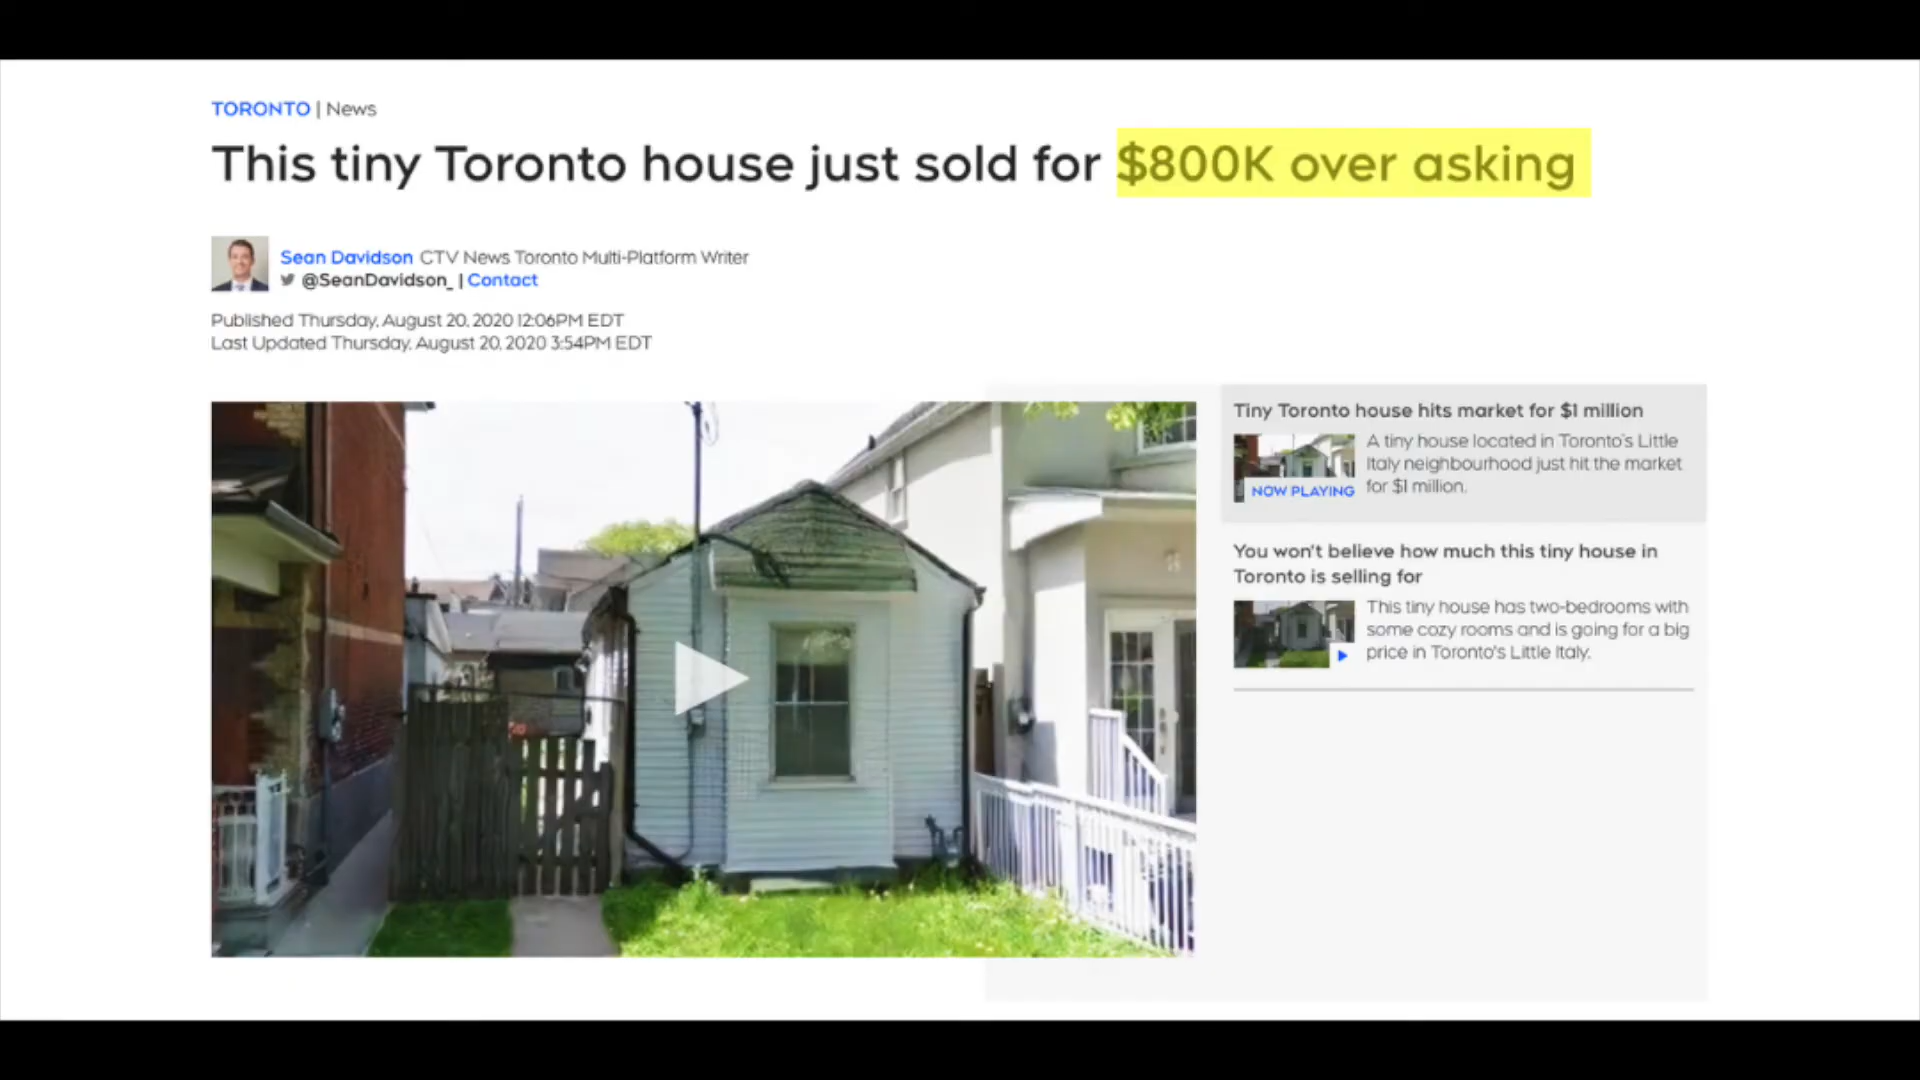 TORONTO | News
This tiny Toronto house just sold for $800K over asking
Sean Davidson CTV News Toronto Multi-Platform Writer
@SeanDavidson_ | Contact
Published Thursday, August 20, 2020 12:06PM EDT
Last Updated Thursday, August 20, 2020 3:54PM EDT
Tiny Toronto house hits market for $1 million
A tiny house located in Toronto's Little
Italy neighbourhood just hit the market
for $1 million.
NOW PLAYING
You won't believe how much this tiny house in
Toronto is selling for
This tiny house has two-bedrooms with
some cozy rooms and is going for a big
price in Toronto's Little Italy.